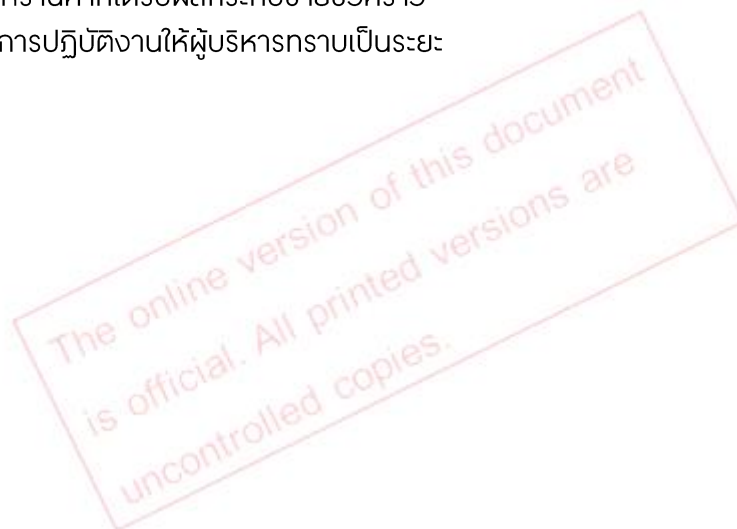 การปฏิบัติงานให้ผู้บริหารทราบเป็นระยะ
The online version of this document
is official. All printed versions are
uncontrolled copies.